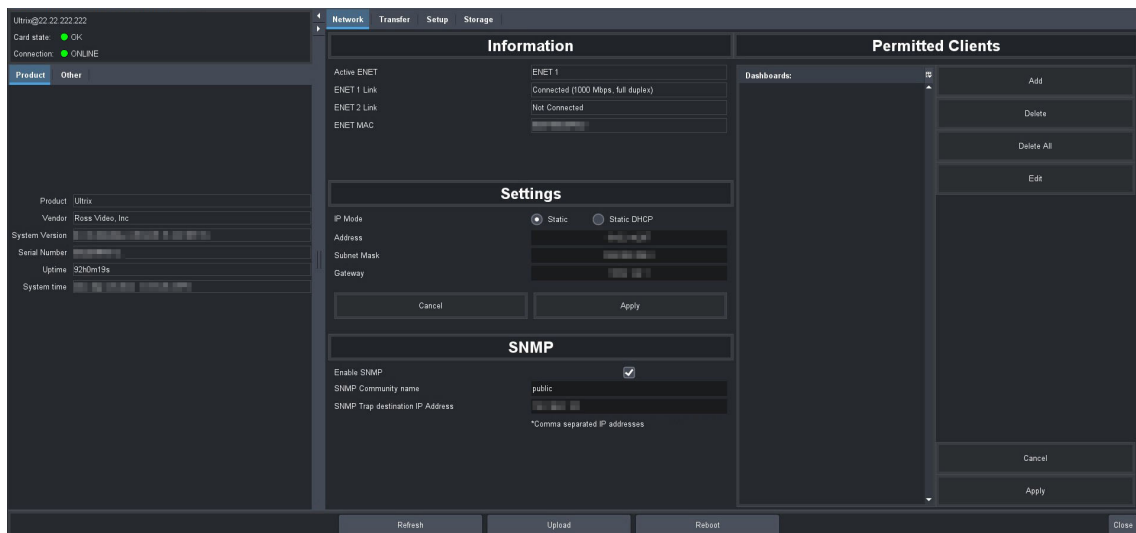 Ultrix@22.22.222.222
Card state: OK
Connection: ONLINE
Product Other
Product Ultrix
Vendor Ross Video, Inc
System Version
Serial Number
Uptime 92h0m19s
System time
Network Transfer Setup Storage
Information
Active ENET ENET 1
ENET 1 Link Connected (1000 Mbps, full duplex)
ENET 2 Link Not Connected
ENET MAC
Settings
IP Mode Static Static DHCP
Address
Subnet Mask
Gateway
Cancel Apply
SNMP
Enable SNMP
SNMP Community name public
SNMP Trap destination IP Address
*Comma separated IP addresses
Permitted Clients
Dashboards:
Add
Delete
Delete All
Edit
Cancel
Apply
Refresh Upload Reboot Close